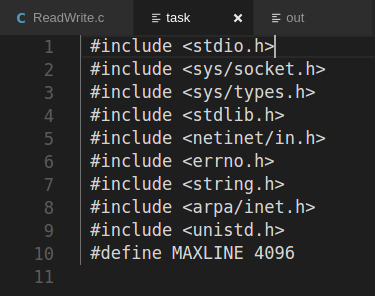 C ReadWrite.c task × out
1 #include <stdio.h>
2 #include <sys/socket.h>
3 #include <sys/types.h>
4 #include <stdlib.h>
5 #include <netinet/in.h>
6 #include <errno.h>
7 #include <string.h>
8 #include <arpa/inet.h>
9 #include <unistd.h>
10 #define MAXLINE 4096
11